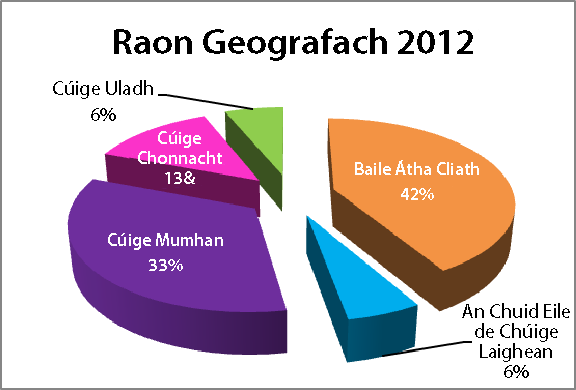 Raon Geografach 2012
Cúige Uladh
6%
Cúige
Chonnacht
13&
Baile Átha Cliath
42%
Cúige Mumhan
33%
An Chuid Eile
de Chúige
Laighean
6%